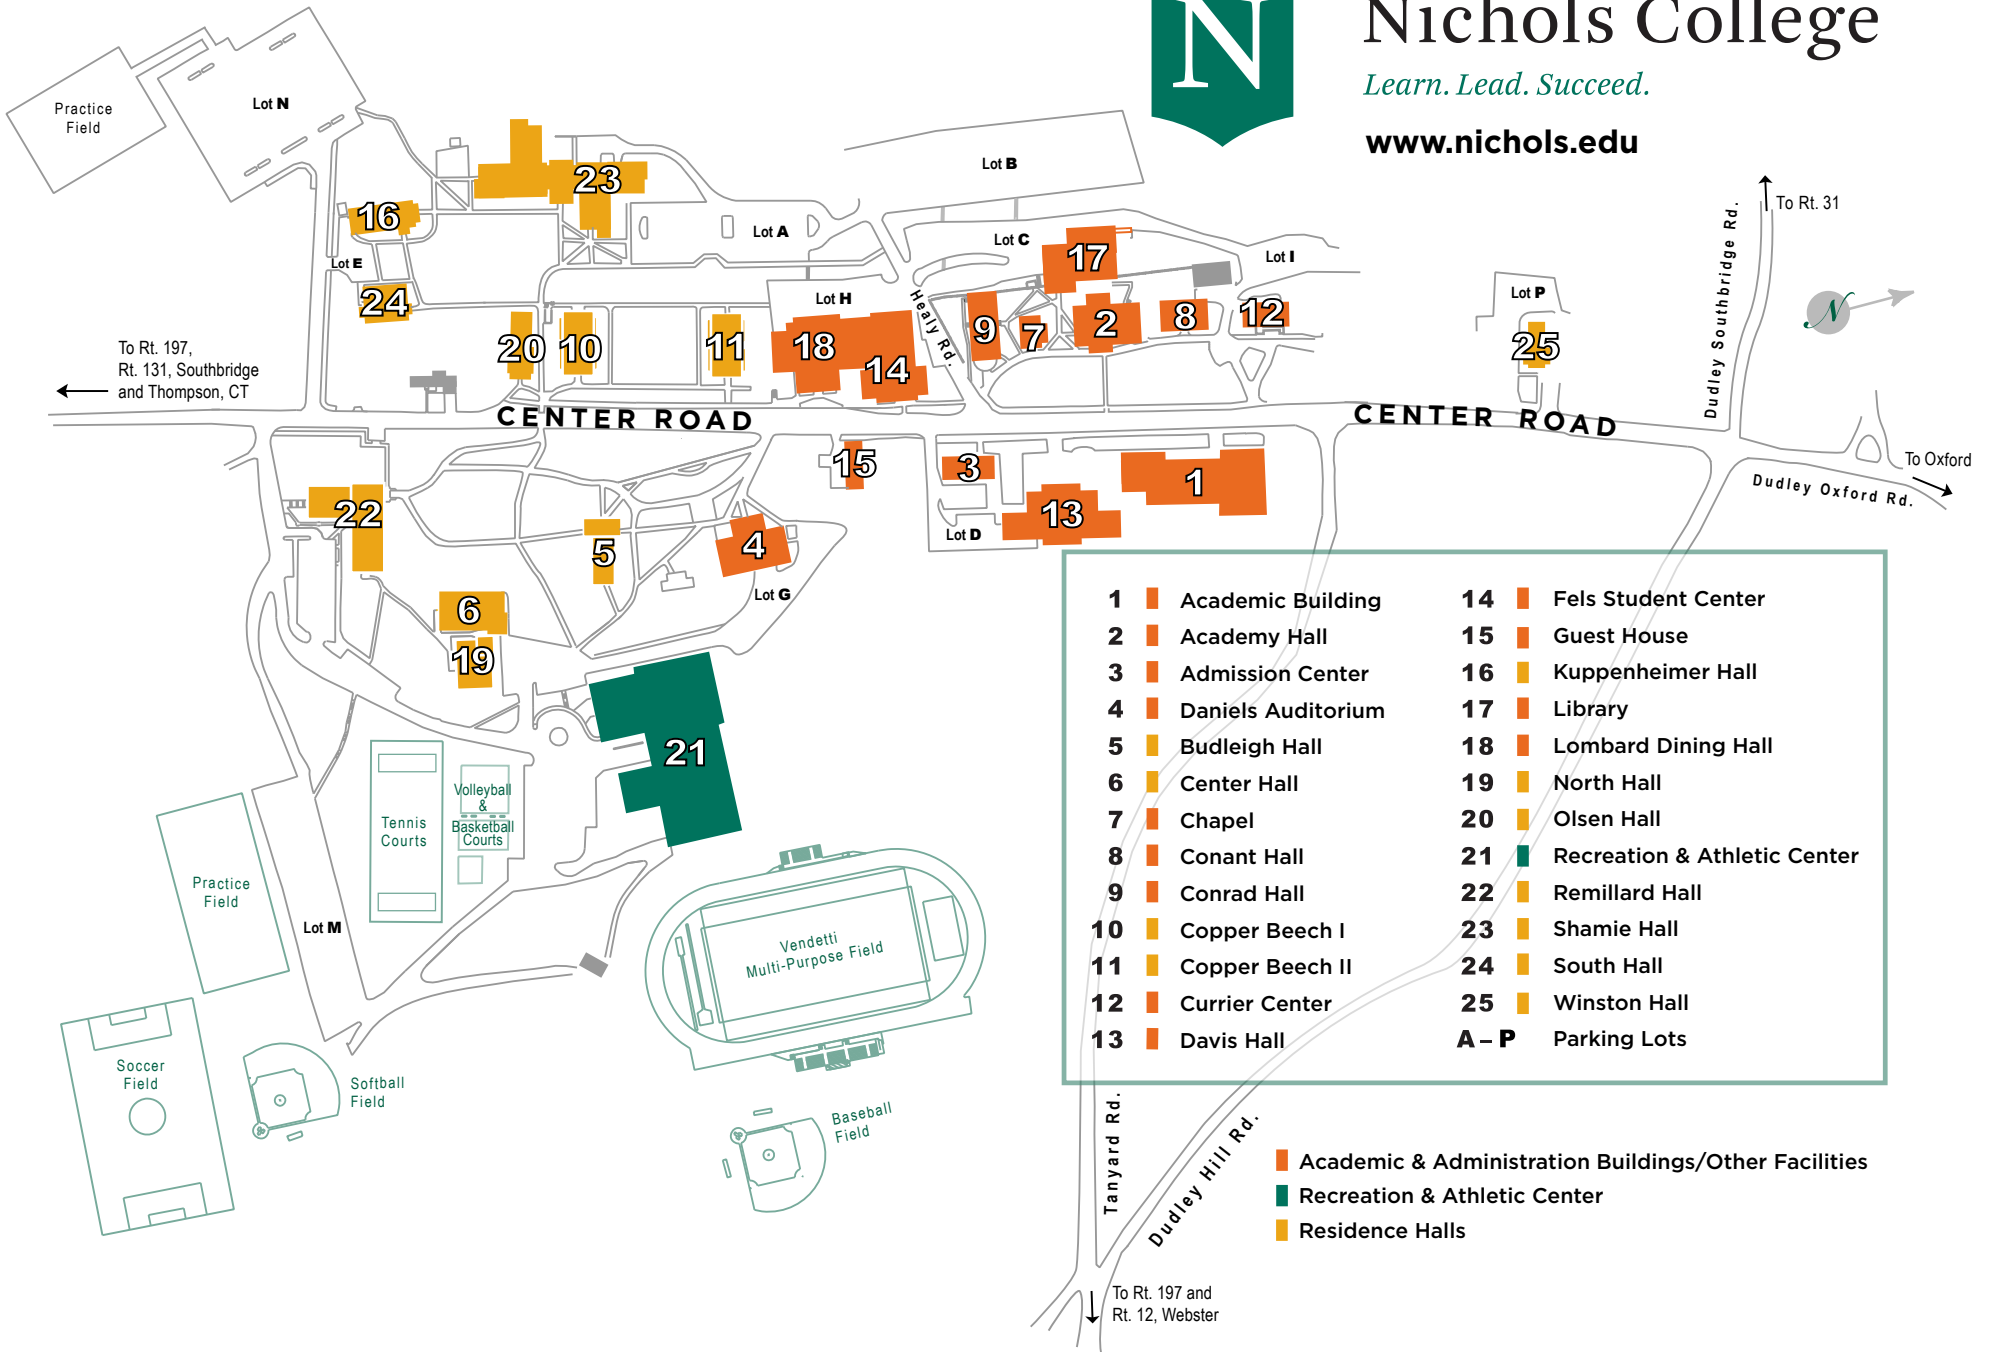 N
Nichols College
Learn. Lead. Succeed.
www.nichols.edu
Practice
Field
Lot N
Lot B
23
16
Lot A
Lot C
17
Lot E
Lot I
To Rt. 31
Dudley Southbridge Rd.
24
Lot H
Healy Rd.
Lot P
N
20
10
11
18
14
9
7
2
8
12
25
To Rt. 197,
Rt. 131, Southbridge
and Thompson, CT
CENTER ROAD
CENTER ROAD
15
3
1
To Oxford
Dudley Oxford Rd.
22
13
5
4
Lot D
Lot G
6
19
21
Tennis
Courts
Volleyball
&
Basketball
Courts
Practice
Field
Lot M
Vendetti
Multi-Purpose Field
Soccer
Field
Softball
Field
Baseball
Field
1 Academic Building
2 Academy Hall
3 Admission Center
4 Daniels Auditorium
5 Budleigh Hall
6 Center Hall
7 Chapel
8 Conant Hall
9 Conrad Hall
10 Copper Beech I
11 Copper Beech II
12 Currier Center
13 Davis Hall
14 Fels Student Center
15 Guest House
16 Kuppenheimer Hall
17 Library
18 Lombard Dining Hall
19 North Hall
20 Olsen Hall
21 Recreation & Athletic Center
22 Remillard Hall
23 Shamie Hall
24 South Hall
25 Winston Hall
A – P Parking Lots
Tanyard Rd.
Dudley Hill Rd.
Academic & Administration Buildings/Other Facilities
Recreation & Athletic Center
Residence Halls
To Rt. 197 and
Rt. 12, Webster